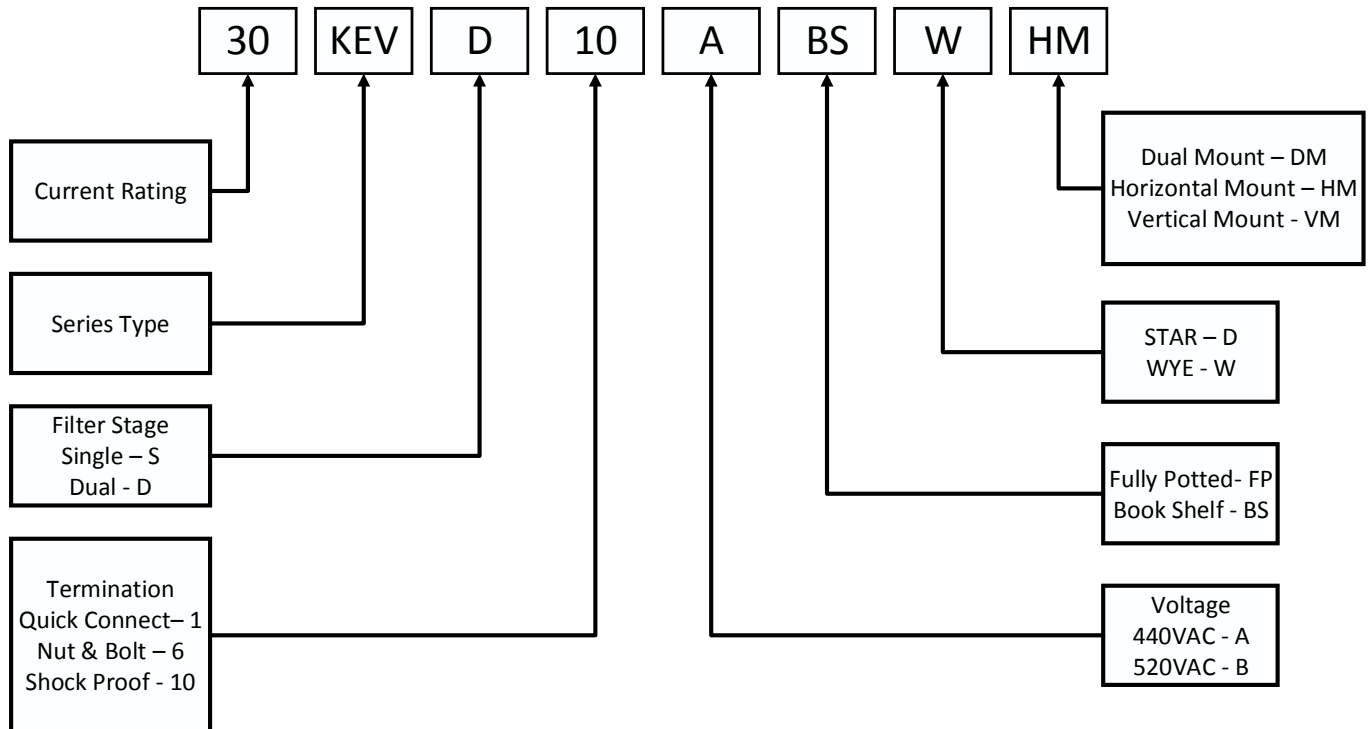 30 KEV D 10 A BS W HM
Current Rating
Series Type
Filter Stage
Single – S
Dual - D
Termination
Quick Connect– 1
Nut & Bolt – 6
Shock Proof - 10
Dual Mount – DM
Horizontal Mount – HM
Vertical Mount - VM
STAR – D
WYE - W
Fully Potted- FP
Book Shelf - BS
Voltage
440VAC - A
520VAC - B